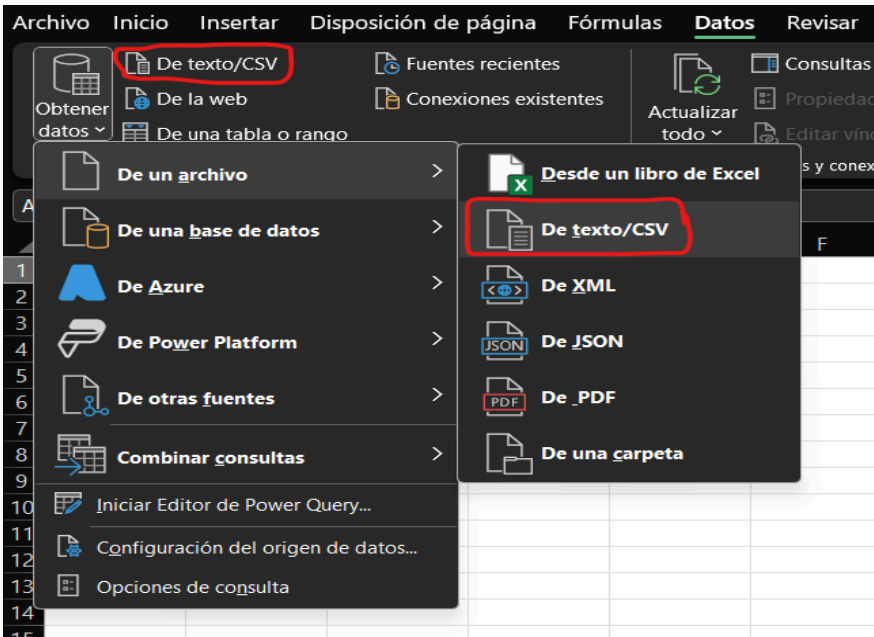 Archivo Inicio Insertar Disposición de página Fórmulas Datos Revisar
De texto/CSV Fuentes recientes Consultas
Obtener datos
De la web Conexiones existentes
De una tabla o rango
Actualizar todo
De un archivo
De una base de datos
De Azure
De Power Platform
De otras fuentes
Combinar consultas
Iniciar Editor de Power Query...
Configuración del origen de datos...
Opciones de consulta
Desde un libro de Excel
De texto/CSV
De XML
JSON De JSON
PDF De PDF
De una carpeta
s y conex
A
F
1
2
3
4
5
6
7
8
9
10
11
12
13
14